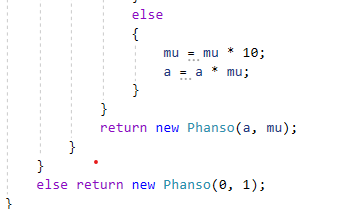 }
else
{
mu = mu * 10;
a = a * mu;
}
}
return new Phanso(a, mu);
}
}
else return new Phanso(0, 1);
}